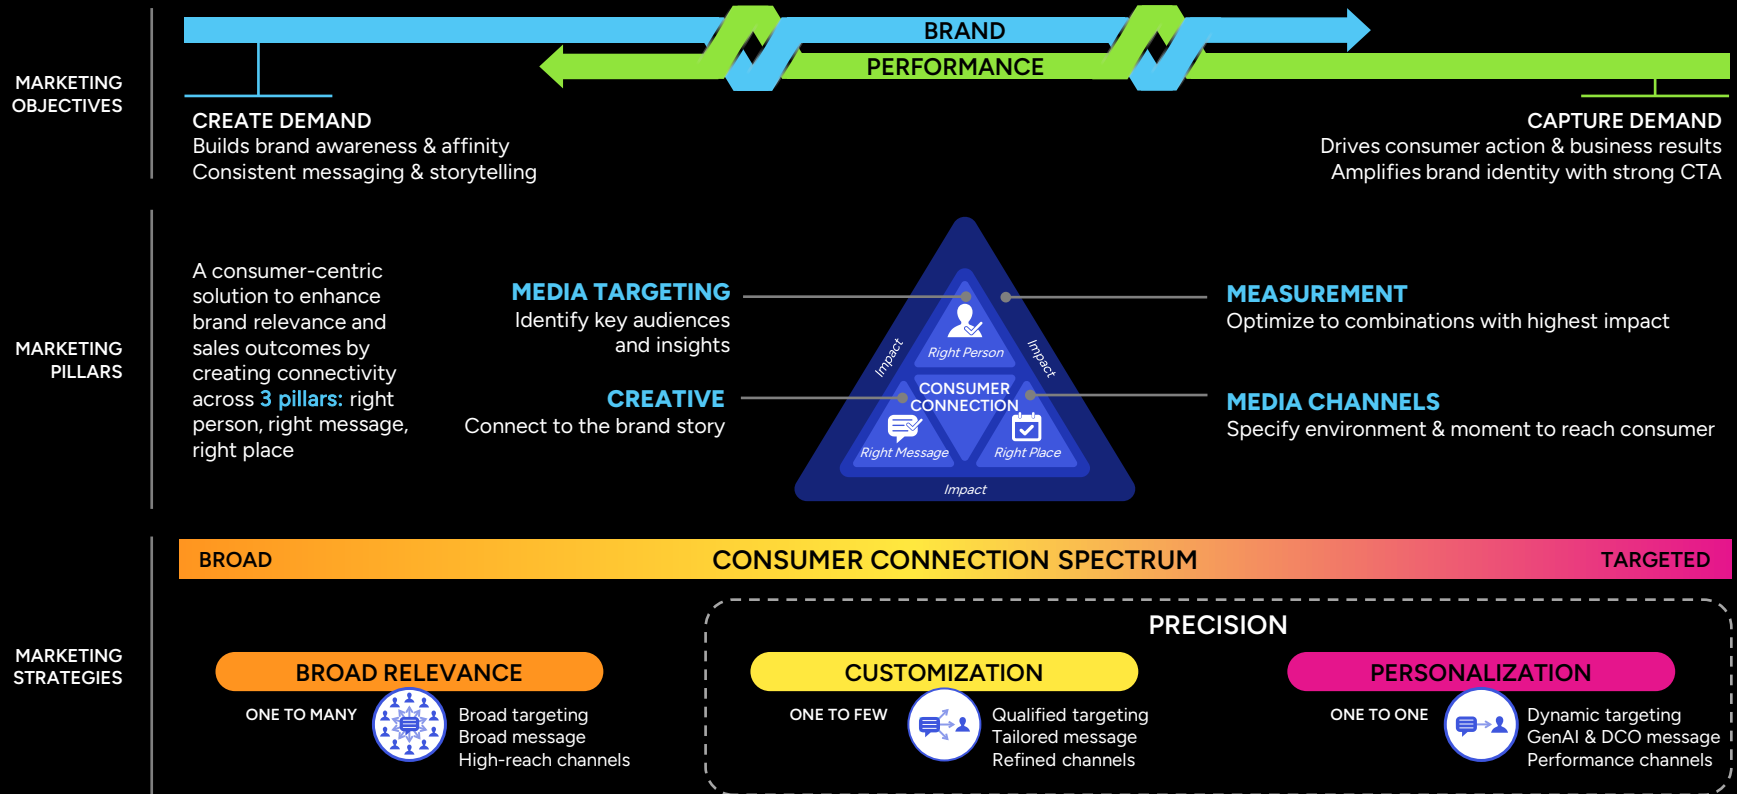 BRAND
PERFORMANCE
MARKETING
OBJECTIVES
CREATE DEMAND
Builds brand awareness & affinity
Consistent messaging & storytelling
CAPTURE DEMAND
Drives consumer action & business results
Amplifies brand identity with strong CTA
MARKETING
PILLARS
A consumer-centric
solution to enhance
brand relevance and
sales outcomes by
creating connectivity
across 3 pillars: right
person, right message,
right place
MEDIA TARGETING
Identify key audiences
and insights
CREATIVE
Connect to the brand story
Impact
Right Person
Impact
CONSUMER
CONNECTION
Right Message
Right Place
Impact
MEASUREMENT
Optimize to combinations with highest impact
MEDIA CHANNELS
Specify environment & moment to reach consumer
BROAD
CONSUMER CONNECTION SPECTRUM
TARGETED
MARKETING
STRATEGIES
PRECISION
BROAD RELEVANCE
ONE TO MANY
Broad targeting
Broad message
High-reach channels
CUSTOMIZATION
ONE TO FEW
Qualified targeting
Tailored message
Refined channels
PERSONALIZATION
ONE TO ONE
Dynamic targeting
GenAI & DCO message
Performance channels